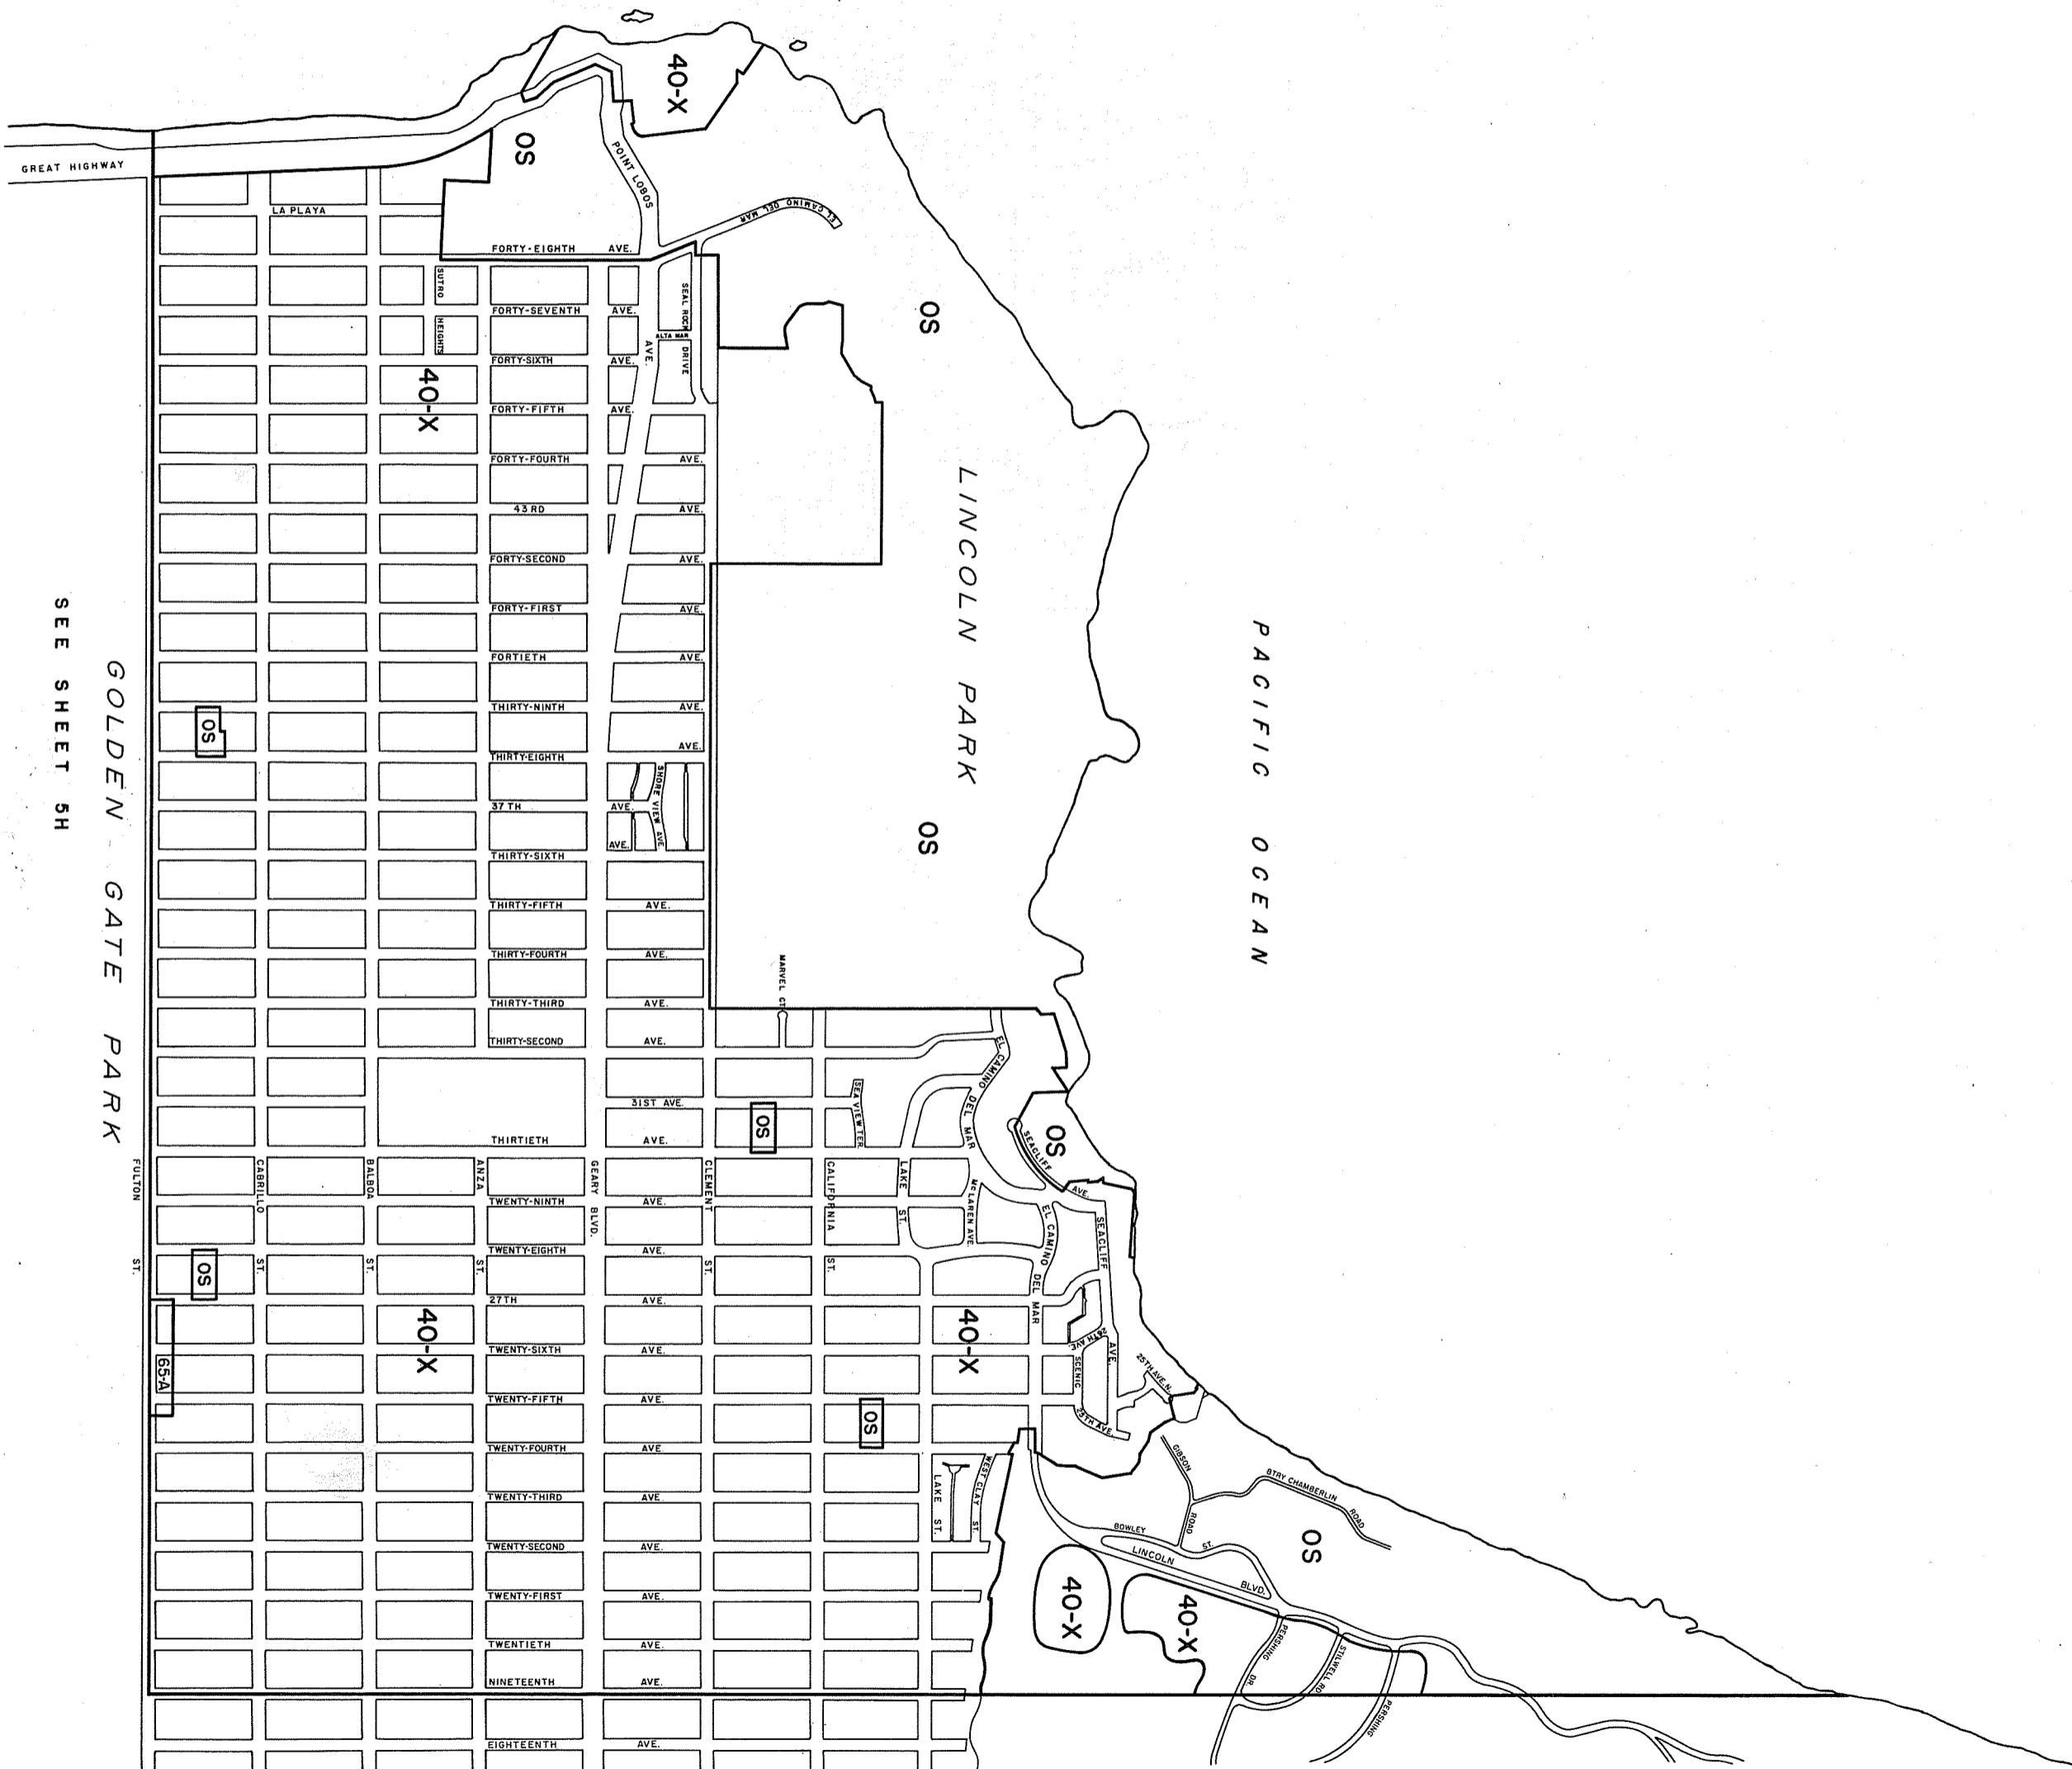 40-X
OS
POINT LOBOS
GREAT HIGHWAY
LA PLAYA
EL CAMINO DEL MAR
FORTY-EIGHTH AVE.
SUTRO
HEIGHTS
SEAL ROCK
DRIVE
ALTA MAR
AVE.
OS
FORTY-SEVENTH AVE.
FORTY-SIXTH AVE.
40-X
FORTY-FIFTH AVE.
FORTY-FOURTH AVE.
43 RD AVE.
FORTY-SECOND AVE.
LINCOLN PARK
FORTY-FIRST AVE.
FORTIETH AVE.
PACIFIC OCEAN
SEE SHEET 5H
GOLDEN GATE PARK
THIRTY-NINTH AVE.
OS
AVE.
THIRTY-EIGHTH
SHORE VIEW AVE.
37 TH AVE.
AVE.
THIRTY-SIXTH
OS
THIRTY-FIFTH AVE.
THIRTY-FOURTH AVE.
MARVEL CT.
THIRTY-THIRD AVE.
THIRTY-SECOND AVE.
EL CAMINO
DEL MAR
SEA VIEW TER.
31ST AVE.
OS
OS
SEACLIFF
AVE.
THIRTIETH AVE.
FULTON ST.
CABRILLO ST.
BALBOA ST.
ANZA ST.
GEARY BLVD.
CLEMENT ST.
CALIFORNIA ST.
LAKE ST.
McLAREN AVE.
TWENTY-NINTH AVE.
EL CAMINO
DEL MAR
SEACLIFF
AVE.
TWENTY-EIGHTH AVE.
OS
27TH AVE.
40-X
40-X
26TH AVE.
TWENTY-SIXTH AVE.
65-A
SCENIC
25TH AVE. N.
TWENTY-FIFTH AVE.
OS
25TH AVE.
TWENTY-FOURTH AVE.
WEST CLAY ST.
LAKE ST.
GIBSON
ROAD
BTRY CHAMBERLIN ROAD
OS
TWENTY-THIRD AVE.
BOWLEY ST.
LINCOLN BLVD.
TWENTY-SECOND AVE.
TWENTY-FIRST AVE.
40-X
40-X
TWENTIETH AVE.
PERSHING DR.
STILWELL RD.
PERSHING
NINETEENTH AVE.
EIGHTEENTH AVE.